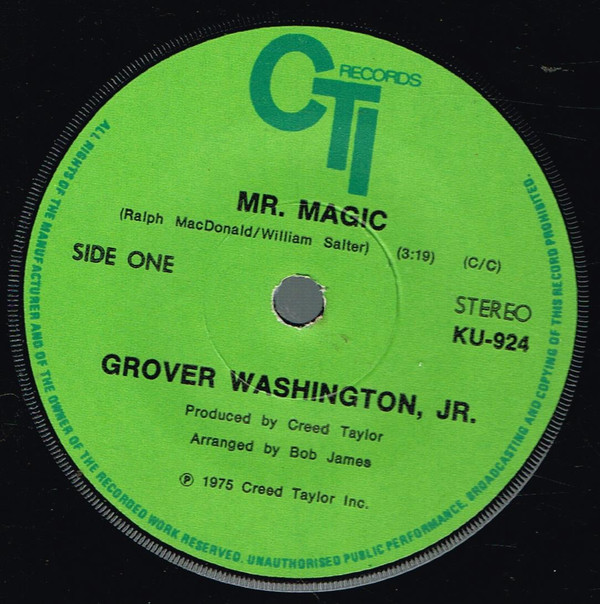 CTI RECORDS
MR. MAGIC
(Ralph MacDonald/William Salter) (3:19) (C/C)
SIDE ONE
STEREO
KU-924
GROVER WASHINGTON, JR.
Produced by Creed Taylor
Arranged by Bob James
℗ 1975 Creed Taylor Inc.
ALL RIGHTS OF THE MANUFACTURER AND OF THE OWNER OF THE RECORDED WORK RESERVED. UNAUTHORISED PUBLIC PERFORMANCE, BROADCASTING AND COPYING OF THIS RECORD PROHIBITED.